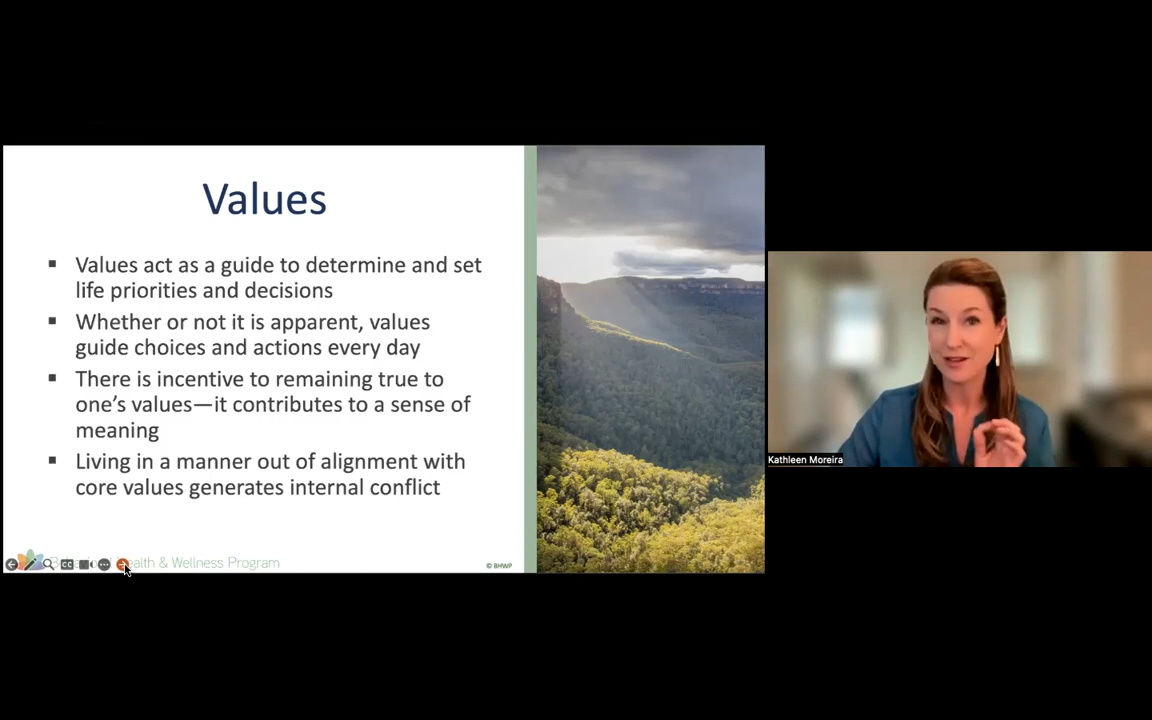 Values
▪ Values act as a guide to determine and set
life priorities and decisions
▪ Whether or not it is apparent, values
guide choices and actions every day
▪ There is incentive to remaining true to
one’s values—it contributes to a sense of
meaning
▪ Living in a manner out of alignment with
core values generates internal conflict
Health & Wellness Program
© BHWP
Kathleen Moreira